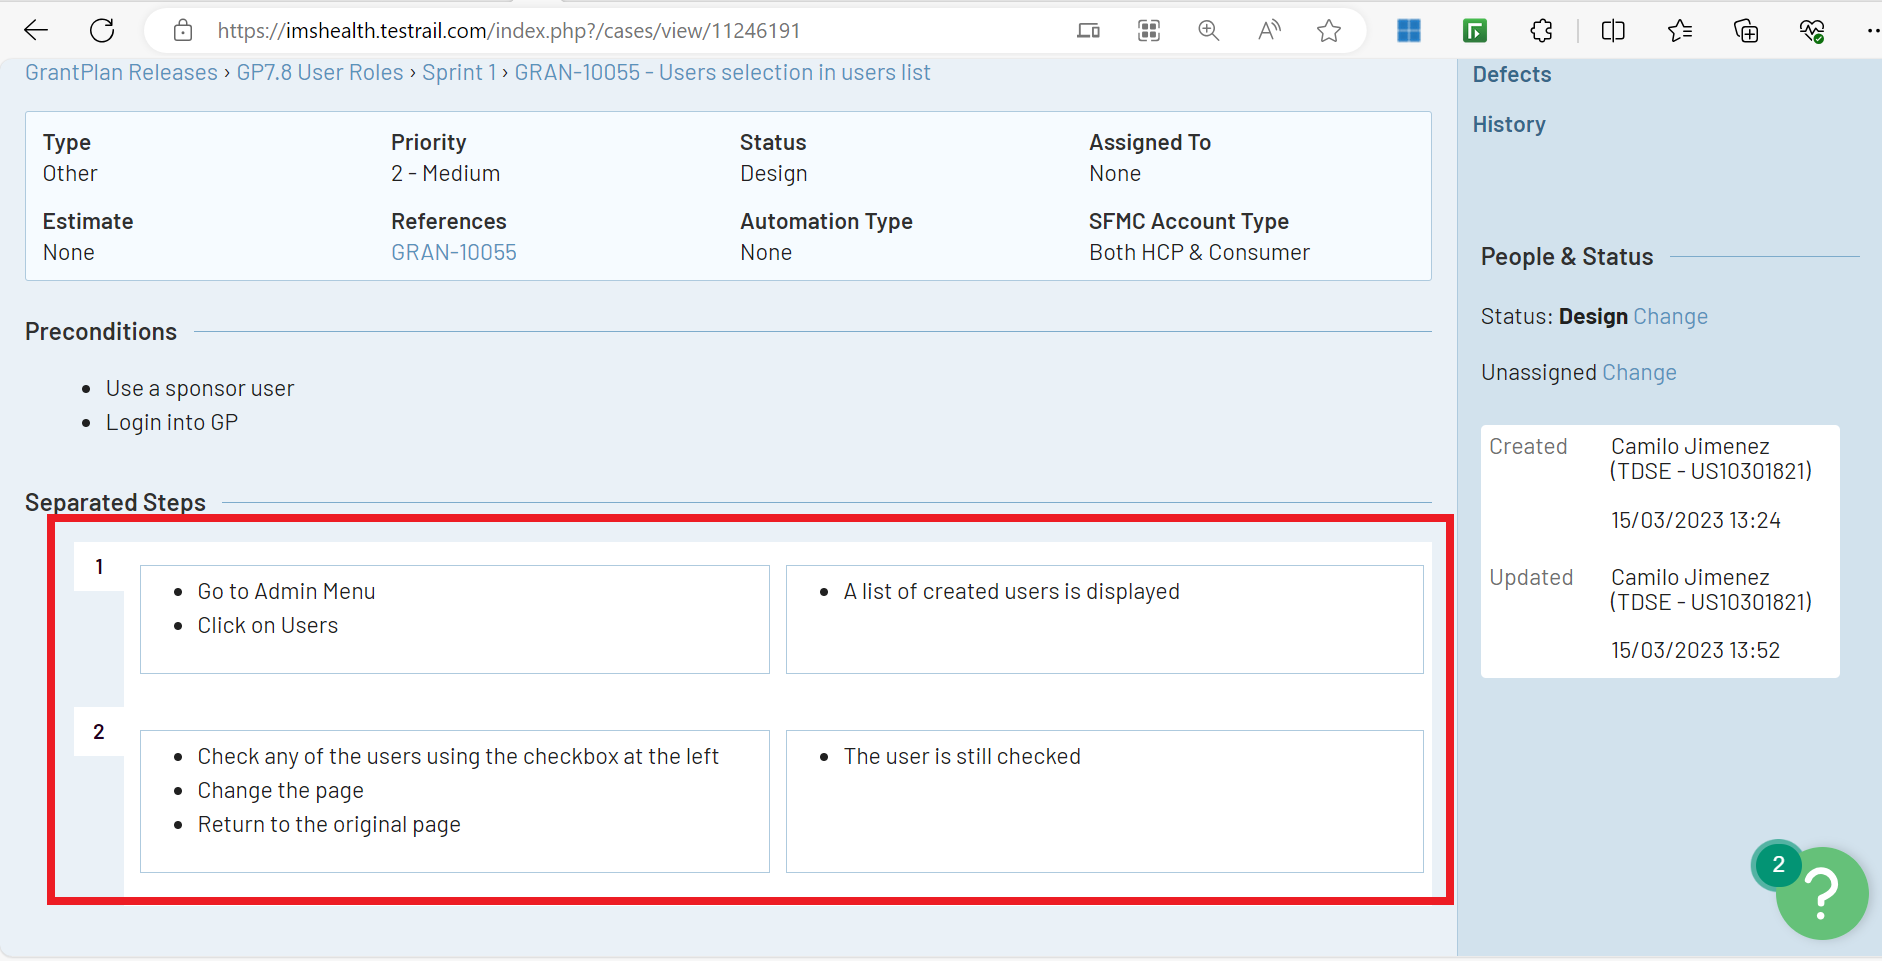 https://imshealth.testrail.com/index.php?/cases/view/11246191
GrantPlan Releases › GP7.8 User Roles › Sprint 1 › GRAN-10055 - Users selection in users list
Type
Other
Priority
2 - Medium
Status
Design
Assigned To
None
Estimate
None
References
GRAN-10055
Automation Type
None
SFMC Account Type
Both HCP & Consumer
Preconditions
• Use a sponsor user
• Login into GP
Separated Steps
1
• Go to Admin Menu
• Click on Users
• A list of created users is displayed
2
• Check any of the users using the checkbox at the left
• Change the page
• Return to the original page
• The user is still checked
Defects
History
People & Status
Status: Design Change
Unassigned Change
Created
Camilo Jimenez
(TDSE - US10301821)
15/03/2023 13:24
Updated
Camilo Jimenez
(TDSE - US10301821)
15/03/2023 13:52
2
?